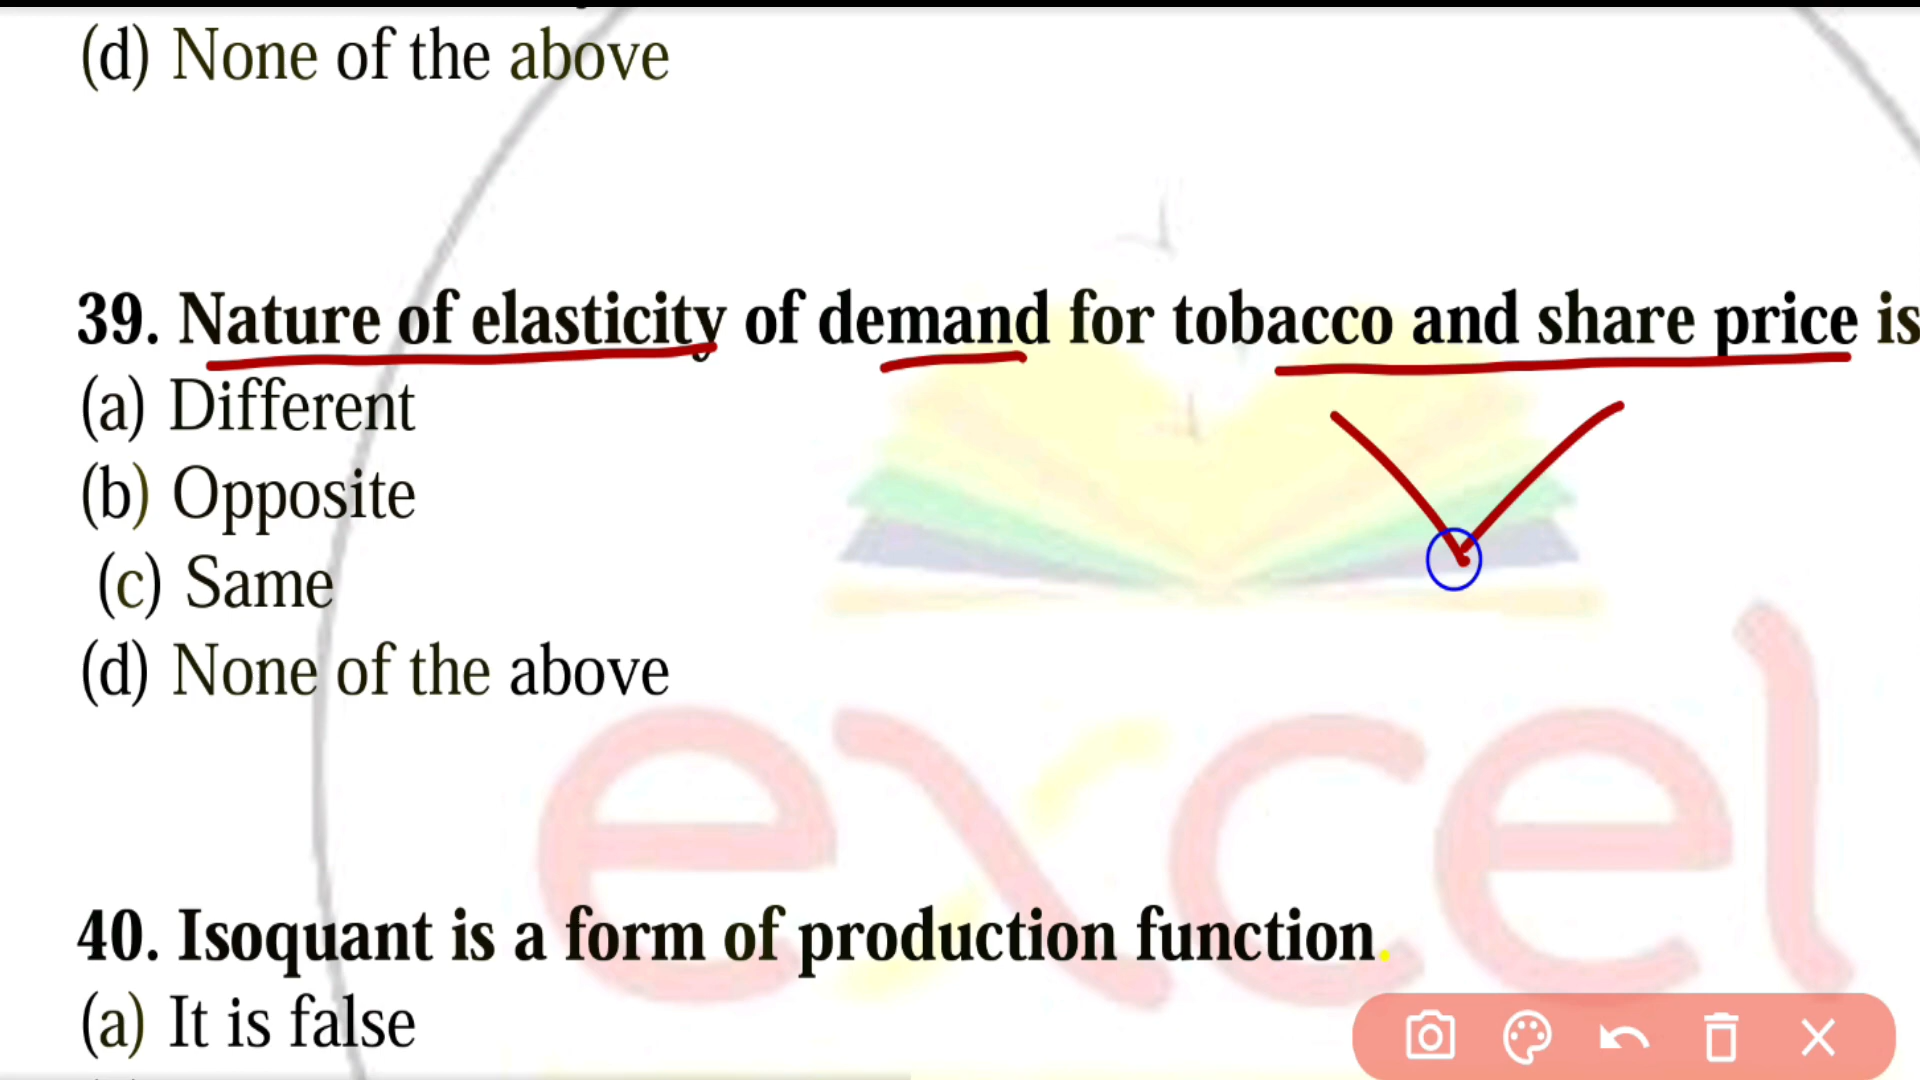 (d) None of the above
39. Nature of elasticity of demand for tobacco and share price is
(a) Different
(b) Opposite
(c) Same
(d) None of the above
excel
40. Isoquant is a form of production function.
(a) It is false